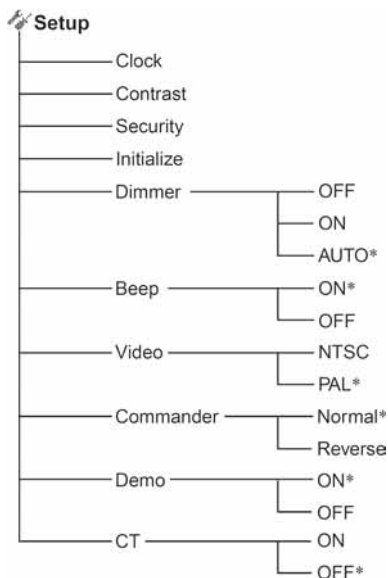 Setup
Clock
Contrast
Security
Initialize
Dimmer
OFF
ON
AUTO*
Beep
ON*
OFF
Video
NTSC
PAL*
Commander
Normal*
Reverse
Demo
ON*
OFF
CT
ON
OFF*